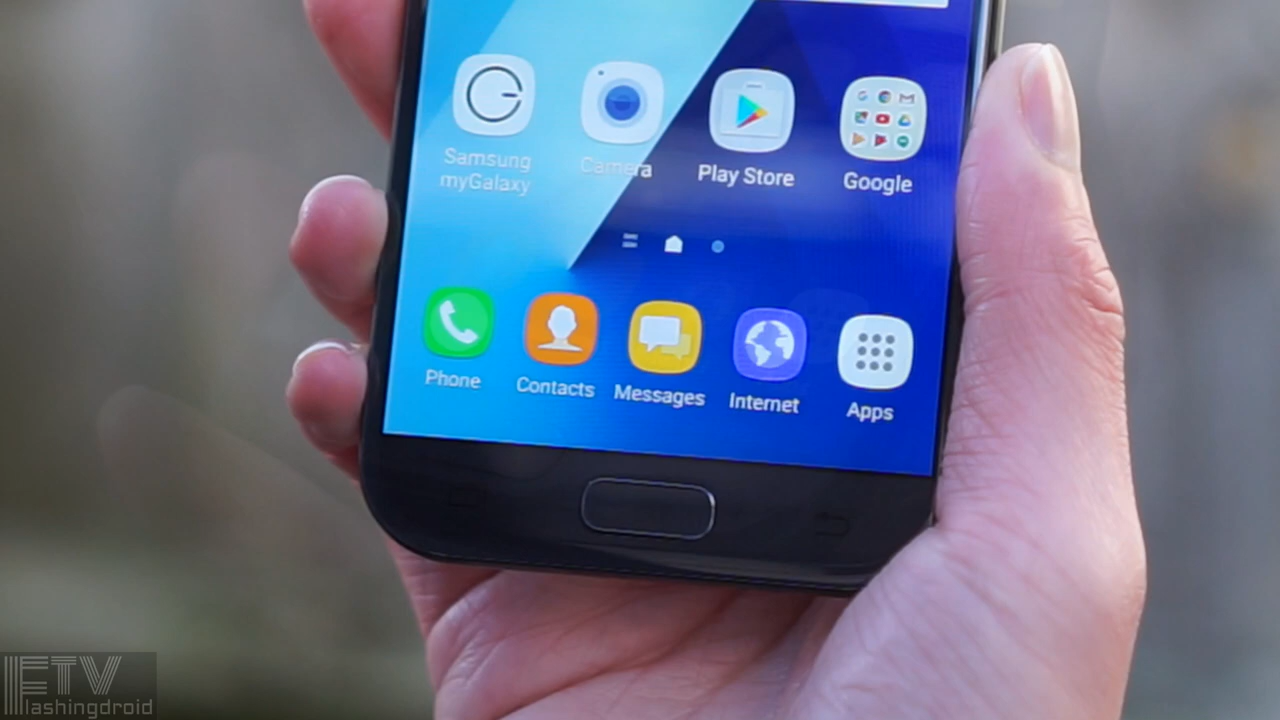 Samsung
myGalaxy
Camera
Play Store
Google
Phone
Contacts
Messages
Internet
Apps
FTV
lashingdroid